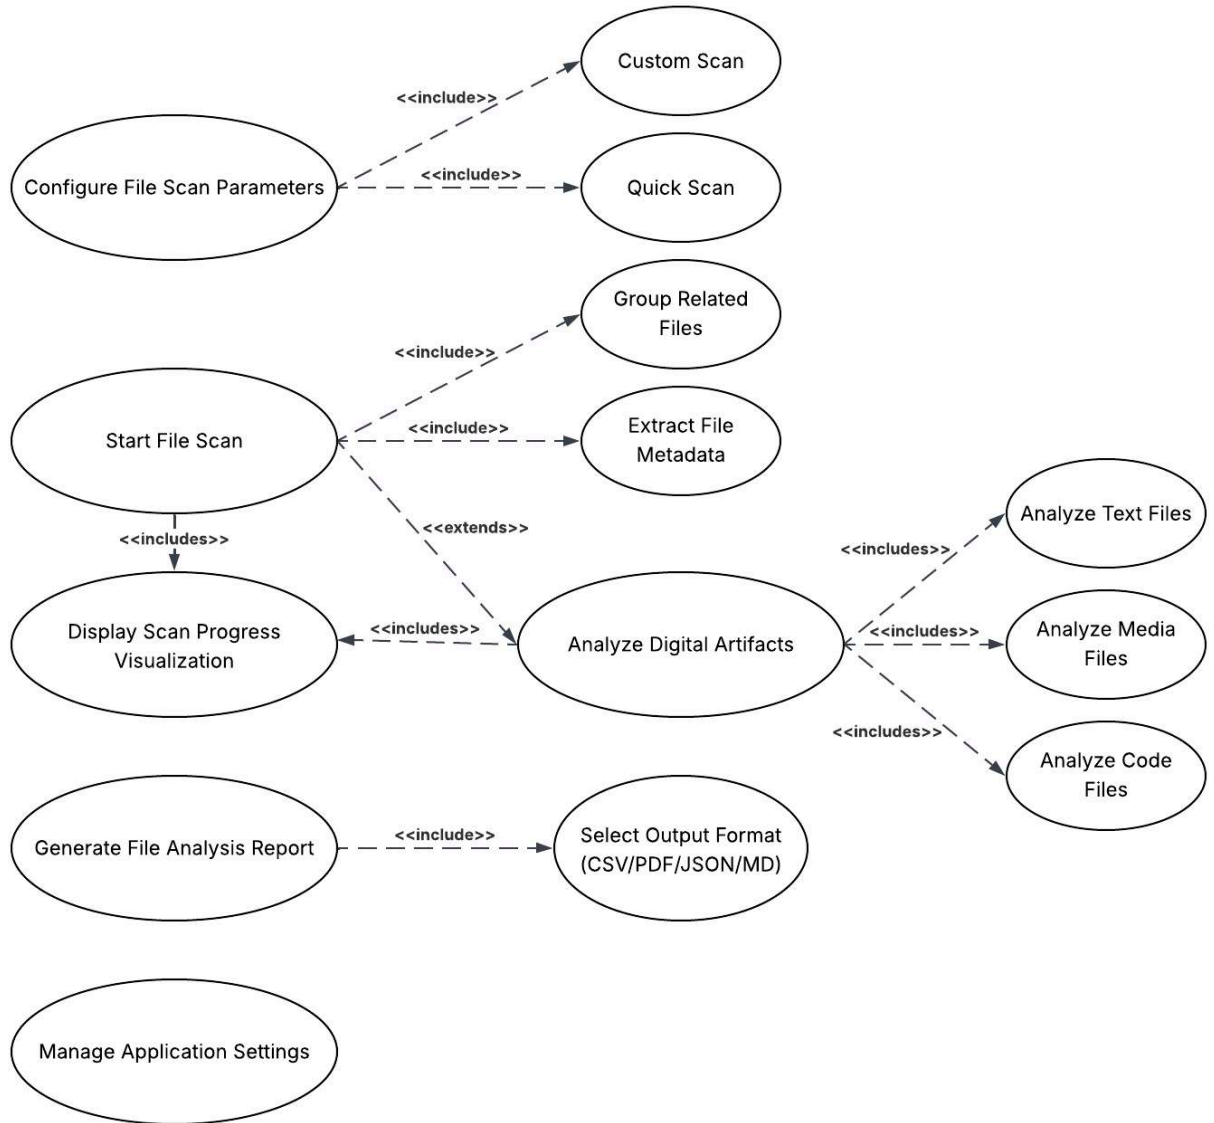 Custom Scan
<<include>>
Configure File Scan Parameters
<<include>>
Quick Scan
Group Related
Files
<<include>>
Start File Scan
<<include>>
Extract File
Metadata
<<extends>>
<<includes>>
Analyze Text Files
<<includes>>
Display Scan Progress
Visualization
<<includes>>
Analyze Digital Artifacts
<<includes>>
Analyze Media
Files
<<includes>>
Analyze Code
Files
Generate File Analysis Report
<<include>>
Select Output Format
(CSV/PDF/JSON/MD)
Manage Application Settings